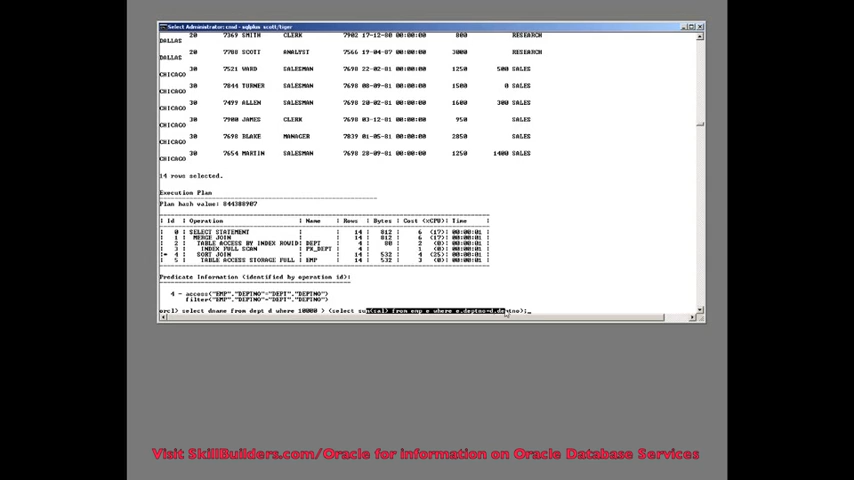 Select Administrator: cmd - sqlplus scott/tiger
20 7369 SMITH CLERK 7902 17-12-80 00:00:00 800 RESEARCH
DALLAS
20 7788 SCOTT ANALYST 7566 19-04-87 00:00:00 3000 RESEARCH
DALLAS
30 7521 WARD SALESMAN 7698 22-02-81 00:00:00 1250 500 SALES
CHICAGO
30 7844 TURNER SALESMAN 7698 08-09-81 00:00:00 1500 0 SALES
CHICAGO
30 7499 ALLEN SALESMAN 7698 20-02-81 00:00:00 1600 300 SALES
CHICAGO
30 7900 JAMES CLERK 7698 03-12-81 00:00:00 950 SALES
CHICAGO
30 7698 BLAKE MANAGER 7839 01-05-81 00:00:00 2850 SALES
CHICAGO
30 7654 MARTIN SALESMAN 7698 28-09-81 00:00:00 1250 1400 SALES
CHICAGO
14 rows selected.
Execution Plan
Plan hash value: 844388907
| Id | Operation | Name | Rows | Bytes | Cost (%CPU)| Time |
| 0 | SELECT STATEMENT | | 14 | 812 | 6 (17)| 00:00:01 |
| 1 | MERGE JOIN | | 14 | 812 | 6 (17)| 00:00:01 |
| 2 | TABLE ACCESS BY INDEX ROWID| DEPT | 4 | 80 | 2 (0)| 00:00:01 |
| 3 | INDEX FULL SCAN | PK_DEPT | 4 | | 1 (0)| 00:00:01 |
|* 4 | SORT JOIN | | 14 | 532 | 4 (25)| 00:00:01 |
| 5 | TABLE ACCESS STORAGE FULL | EMP | 14 | 532 | 3 (0)| 00:00:01 |
Predicate Information (identified by operation id):
4 - access("EMP"."DEPTNO"="DEPT"."DEPTNO")
filter("EMP"."DEPTNO"="DEPT"."DEPTNO")
orcl> select dname from dept d where 10000 > (select sum(sal) from emp e where e.deptno=d.deptno);_
Visit SkillBuilders.com/Oracle for information on Oracle Database Services